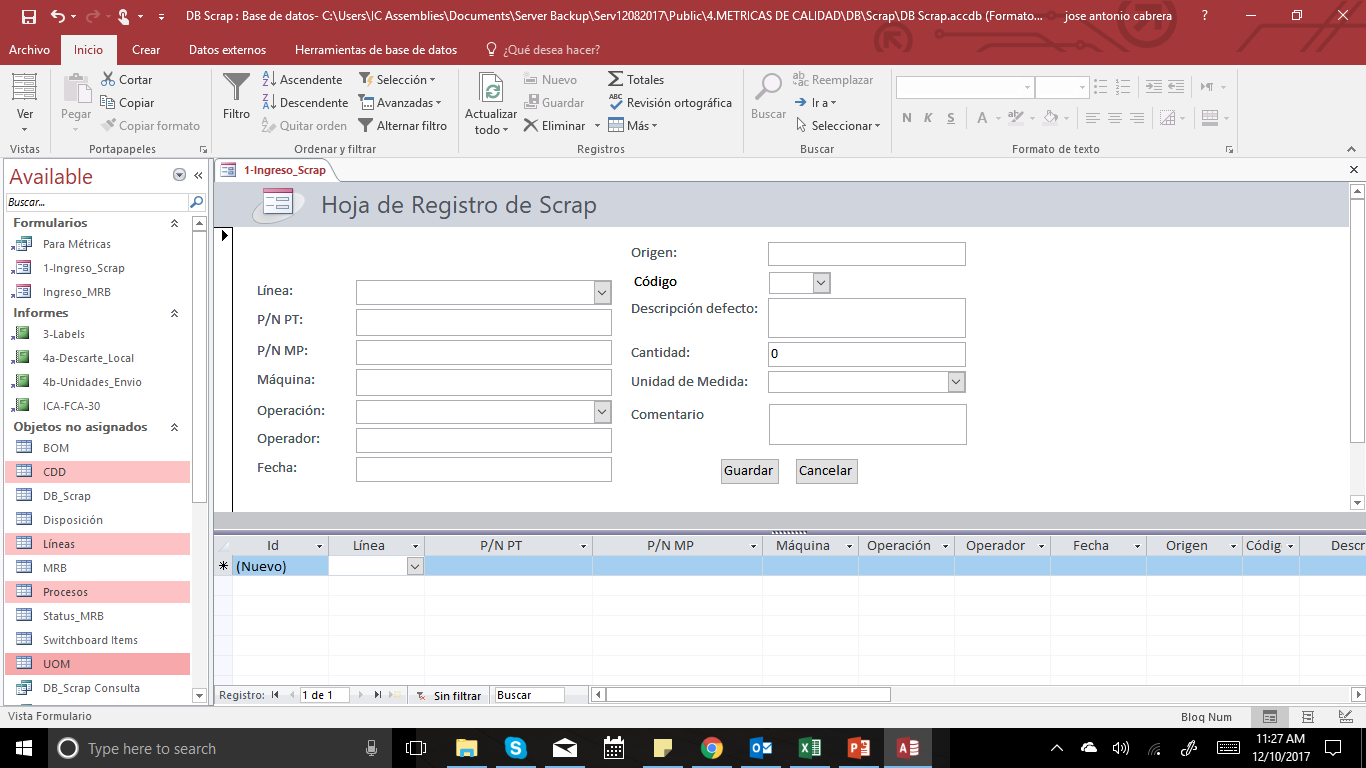 DB Scrap : Base de datos- C:\Users\IC Assemblies\Documents\Server Backup\Serv12082017\Public\4.METRICAS DE CALIDAD\DB\Scrap\DB Scrap.accdb (Formato... jose antonio cabrera ?
Archivo Inicio Crear Datos externos Herramientas de base de datos ¿Qué desea hacer?
Ver
Vistas
Pegar
Cortar
Copiar
Copiar formato
Portapapeles
Filtro
Ascendente
Descendente
Quitar orden
Selección
Avanzadas
Alternar filtro
Ordenar y filtrar
Actualizar
todo
Nuevo
Guardar
Eliminar
Totales
Revisión ortográfica
Más
Registros
Buscar
Reemplazar
Ir a
Seleccionar
Buscar
N K S A
Formato de texto
Available
Buscar...
Formularios
Para Métricas
1-Ingreso_Scrap
Ingreso_MRB
Informes
3-Labels
4a-Descarte_Local
4b-Unidades_Envio
ICA-FCA-30
Objetos no asignados
BOM
CDD
DB_Scrap
Disposición
Líneas
MRB
Procesos
Status_MRB
Switchboard Items
UOM
DB_Scrap Consulta
1-Ingreso_Scrap
Hoja de Registro de Scrap
Línea:
P/N PT:
P/N MP:
Máquina:
Operación:
Operador:
Fecha:
Origen:
Código
Descripción defecto:
Cantidad: 0
Unidad de Medida:
Comentario
Guardar Cancelar
Id Línea P/N PT P/N MP Máquina Operación Operador Fecha Origen Códig Descr
(Nuevo)
Registro: 1 de 1 Sin filtrar Buscar
Vista Formulario Bloq Num
Type here to search
11:27 AM
12/10/2017